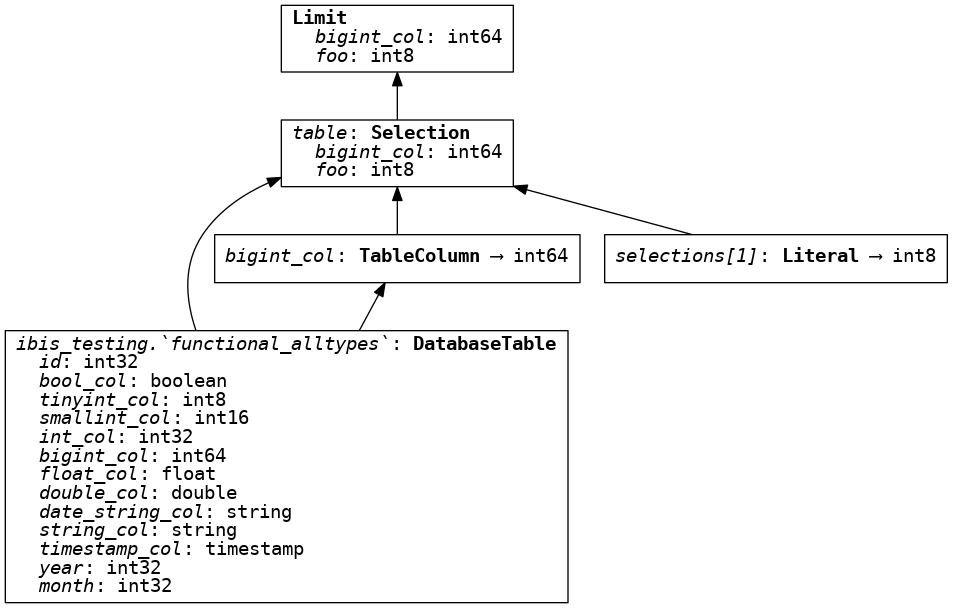 Limit
bigint_col: int64
foo: int8
table: Selection
bigint_col: int64
foo: int8
bigint_col: TableColumn → int64
selections[1]: Literal → int8
ibis_testing.`functional_alltypes`: DatabaseTable
id: int32
bool_col: boolean
tinyint_col: int8
smallint_col: int16
int_col: int32
bigint_col: int64
float_col: float
double_col: double
date_string_col: string
string_col: string
timestamp_col: timestamp
year: int32
month: int32